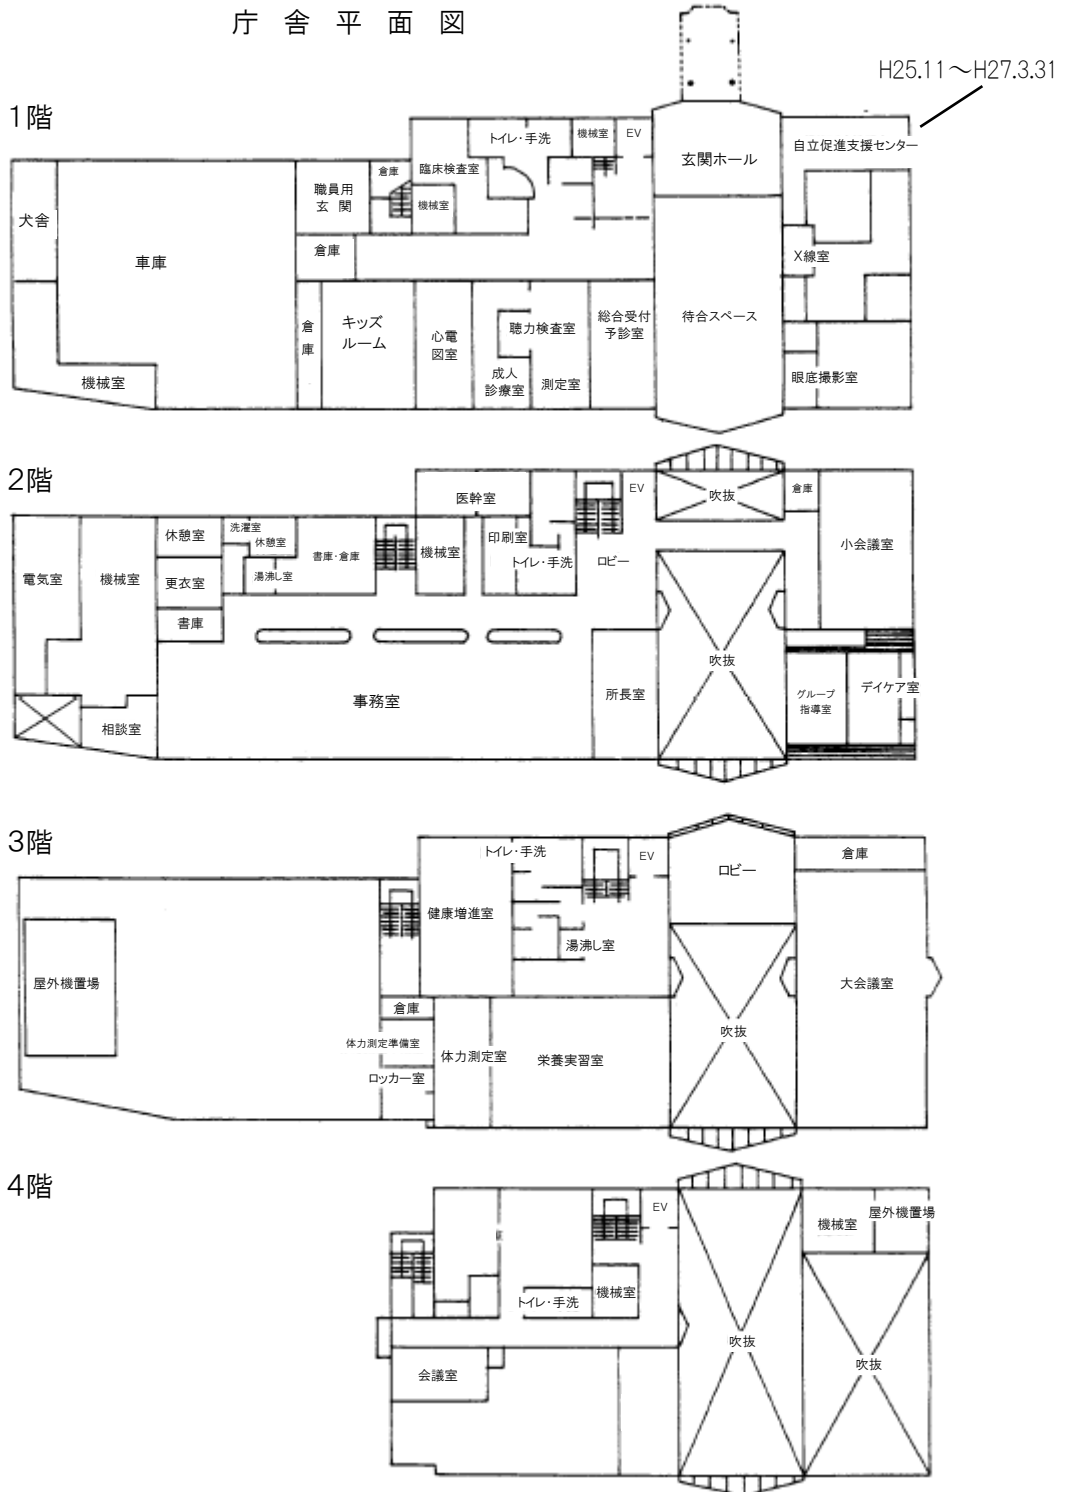 庁舎平面図
H25.11～H27.3.31
1階
トイレ・手洗
機械室
EV
玄関ホール
自立促進支援センター
倉庫
臨床検査室
職員用
玄関
機械室
犬舎
車庫
倉庫
X線室
倉庫
キッズ
ルーム
心電
図室
聴力検査室
総合受付
予診室
待合スペース
成人
診療室
測定室
機械室
眼底撮影室
2階
医幹室
EV
吹抜
倉庫
休憩室
洗濯室
休憩室
書庫・倉庫
機械室
印刷室
トイレ・手洗
ロビー
小会議室
電気室
機械室
更衣室
湯沸し室
書庫
吹抜
事務室
所長室
グループ
指導室
デイケア室
相談室
3階
トイレ・手洗
EV
ロビー
倉庫
健康増進室
湯沸し室
屋外機置場
大会議室
倉庫
体力測定準備室
体力測定室
栄養実習室
吹抜
ロッカー室
4階
EV
機械室
屋外機置場
トイレ・手洗
機械室
吹抜
吹抜
会議室